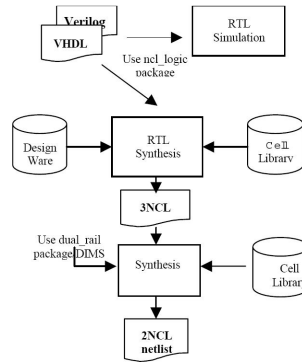 Verilog
VHDL
RTL
Simulation
Use ncl_logic
package
Design
Ware
RTL
Synthesis
Cell
Library
3NCL
Use dual_rail
package/DIMS
Synthesis
Cell
Library
2NCL
netlist